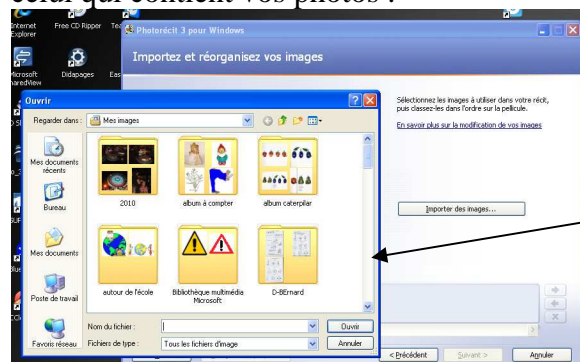 celui qui contient vos photos :
Internet Explorer
Free CD Ripper
Photorécit 3 pour Windows
Importez et réorganisez vos images
Microsoft
SharedView
Didapages
Ouvrir
Regarder dans :
Mes images
Mes documents récents
Bureau
Mes documents
Poste de travail
Favoris réseau
2010
album à compter
album caterpilar
autour de l'école
Bibliothèque multimédia Microsoft
D-BErnard
Nom du fichier :
Ouvrir
Fichiers de type :
Tous les fichiers d'image
Annuler
Sélectionnez les images à utiliser dans votre récit,
puis classez-les dans l'ordre sur la pellicule.
En savoir plus sur la modification de vos images
Importer des images...
< Précédent
Suivant >
Annuler